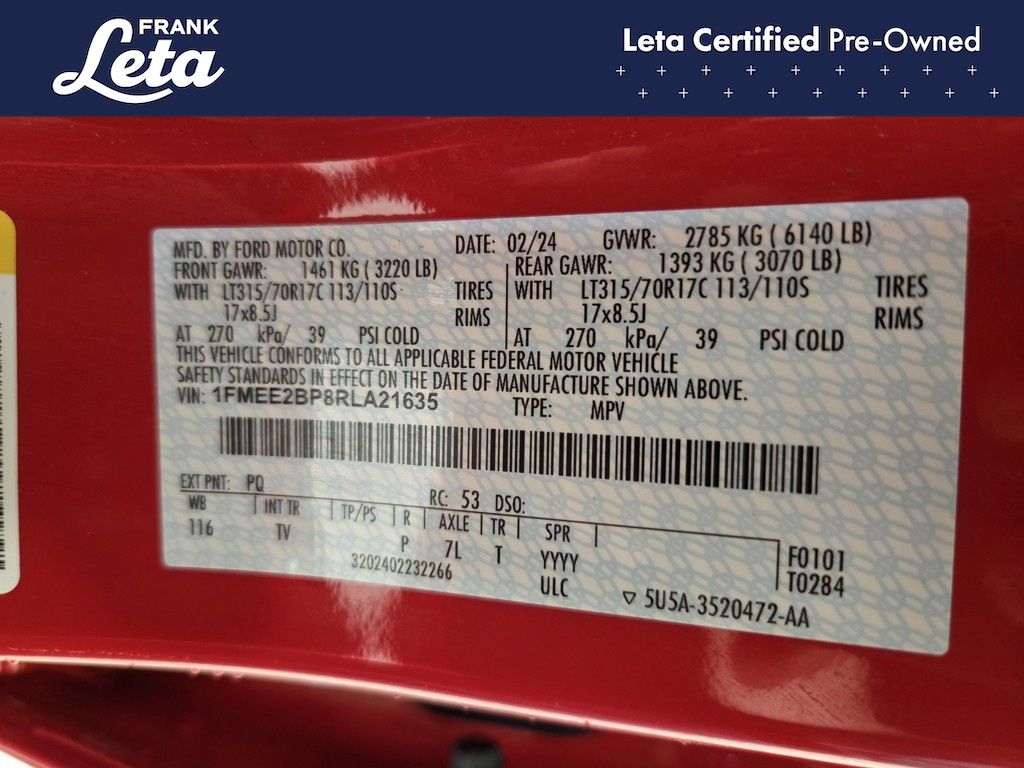 FRANK
Leta
Leta Certified Pre-Owned
MFD. BY FORD MOTOR CO. DATE: 02/24 GVWR: 2785 KG ( 6140 LB)
FRONT GAWR: 1461 KG ( 3220 LB) REAR GAWR: 1393 KG ( 3070 LB)
WITH LT315/70R17C 113/110S TIRES WITH LT315/70R17C 113/110S TIRES
17x8.5J RIMS 17x8.5J RIMS
AT 270 kPa/ 39 PSI COLD AT 270 kPa/ 39 PSI COLD
THIS VEHICLE CONFORMS TO ALL APPLICABLE FEDERAL MOTOR VEHICLE
SAFETY STANDARDS IN EFFECT ON THE DATE OF MANUFACTURE SHOWN ABOVE.
VIN: 1FMEE2BP8RLA21635 TYPE: MPV
EXT PNT: PQ RC: 53 DSO:
WB INT TR TP/PS R AXLE TR SPR
116 TV P 7L T YYYY F0101
3202402232266 ULC T0284
▽ 5U5A-3520472-AA